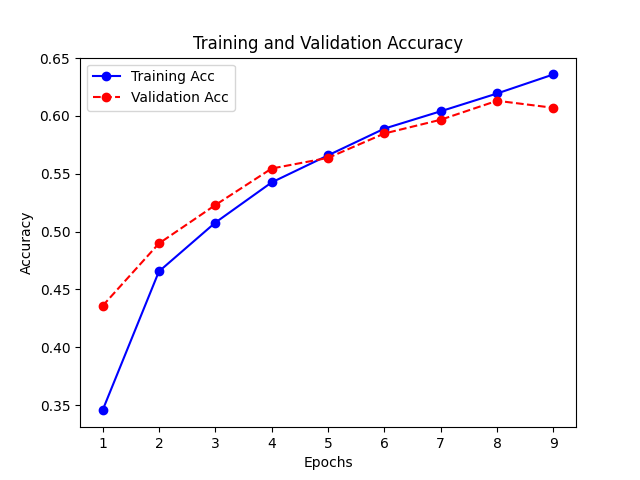 Training and Validation Accuracy
Training Acc
Validation Acc
0.65
0.60
0.55
0.50
0.45
0.40
0.35
Accuracy
1 2 3 4 5 6 7 8 9
Epochs